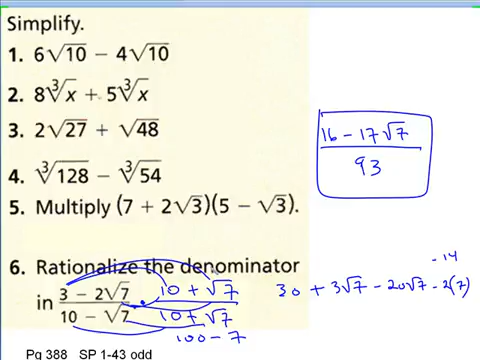 Simplify.
1. 6√10 − 4√10
2. 8∛x + 5∛x
3. 2√27 + √48
4. ∛128 − ∛54
5. Multiply (7 + 2√3)(5 − √3).
6. Rationalize the denominator
in (3 − 2√7)/(10 − √7) · (10 + √7)/(10 + √7)
100 − 7
− 14
30 + 3√7 − 20√7 − 2(7)
(16 − 17√7)/93
Pg 388 SP 1-43 odd